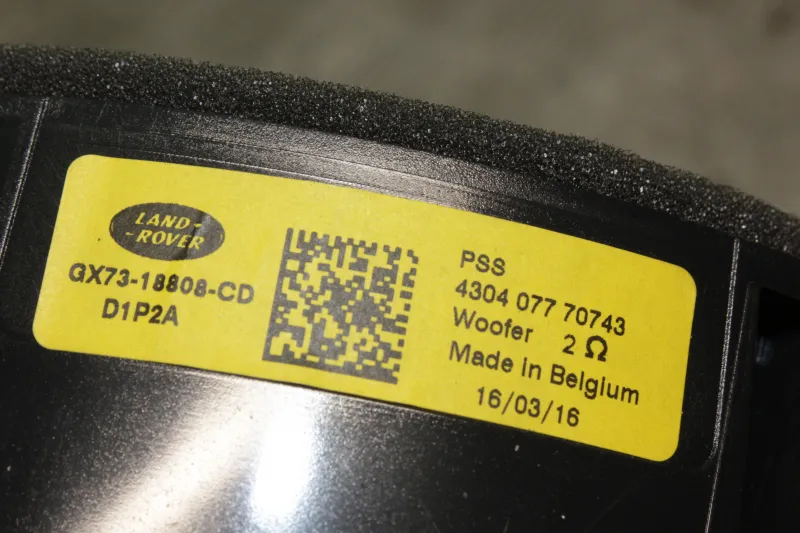 LAND-
-ROVER
GX73-18808-CD
D1P2A
PSS
4304 077 70743
Woofer 2 Ω
Made in Belgium
16/03/16